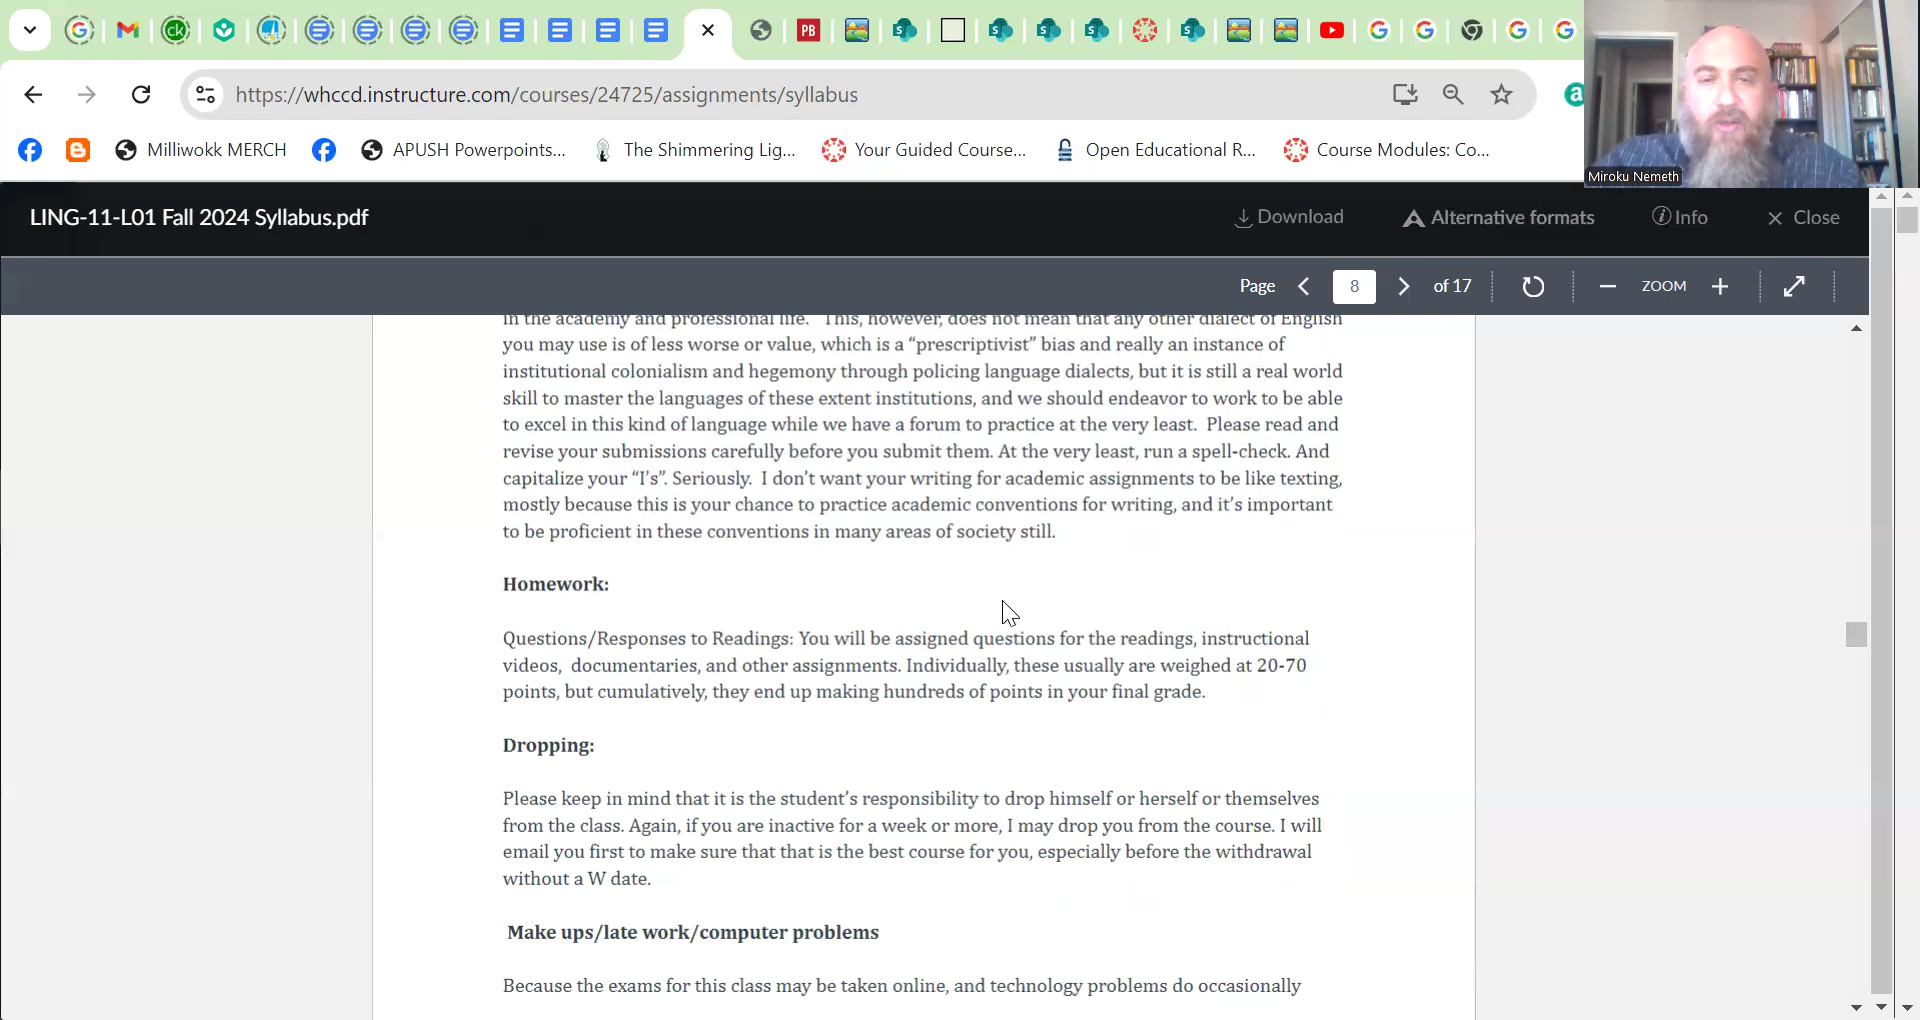 https://whccd.instructure.com/courses/24725/assignments/syllabus
Milliwokk MERCH
APUSH Powerpoints...
The Shimmering Lig...
Your Guided Course...
Open Educational R...
Course Modules: Co...
Miroku Nemeth
LING-11-L01 Fall 2024 Syllabus.pdf
Download
Alternative formats
Info
Close
Page 8 of 17
ZOOM
in the academy and professional life. This, however, does not mean that any other dialect of English
you may use is of less worse or value, which is a “prescriptivist” bias and really an instance of
institutional colonialism and hegemony through policing language dialects, but it is still a real world
skill to master the languages of these extent institutions, and we should endeavor to work to be able
to excel in this kind of language while we have a forum to practice at the very least. Please read and
revise your submissions carefully before you submit them. At the very least, run a spell-check. And
capitalize your “I’s”. Seriously. I don’t want your writing for academic assignments to be like texting,
mostly because this is your chance to practice academic conventions for writing, and it’s important
to be proficient in these conventions in many areas of society still.
Homework:
Questions/Responses to Readings: You will be assigned questions for the readings, instructional
videos, documentaries, and other assignments. Individually, these usually are weighed at 20-70
points, but cumulatively, they end up making hundreds of points in your final grade.
Dropping:
Please keep in mind that it is the student’s responsibility to drop himself or herself or themselves
from the class. Again, if you are inactive for a week or more, I may drop you from the course. I will
email you first to make sure that that is the best course for you, especially before the withdrawal
without a W date.
Make ups/late work/computer problems
Because the exams for this class may be taken online, and technology problems do occasionally